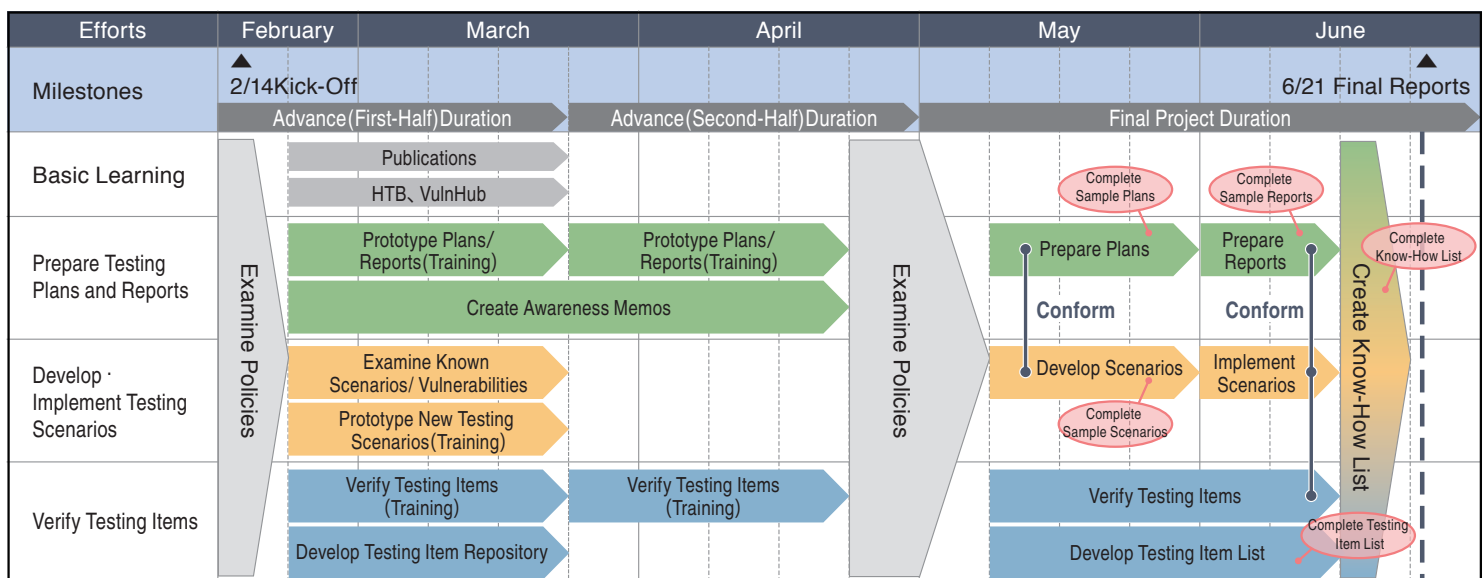 Efforts
February
March
April
May
June
Milestones
▲
2/14Kick-Off
▲
6/21 Final Reports
Advance(First-Half)Duration
Advance(Second-Half)Duration
Final Project Duration
Basic Learning
Examine Policies
Publications
HTB、VulnHub
Examine Policies
Complete
Sample Plans
Complete
Sample Reports
Prepare Testing
Plans and Reports
Prototype Plans/
Reports(Training)
Prototype Plans/
Reports(Training)
Prepare Plans
Prepare
Reports
Complete
Know-How List
Create Know-How List
Create Awareness Memos
Conform
Conform
Develop ·
Implement Testing
Scenarios
Examine Known
Scenarios/ Vulnerabilities
Develop Scenarios
Implement
Scenarios
Prototype New Testing
Scenarios(Training)
Complete
Sample Scenarios
Verify Testing Items
Verify Testing Items
(Training)
Verify Testing Items
(Training)
Verify Testing Items
Complete Testing
Item List
Develop Testing Item Repository
Develop Testing Item List